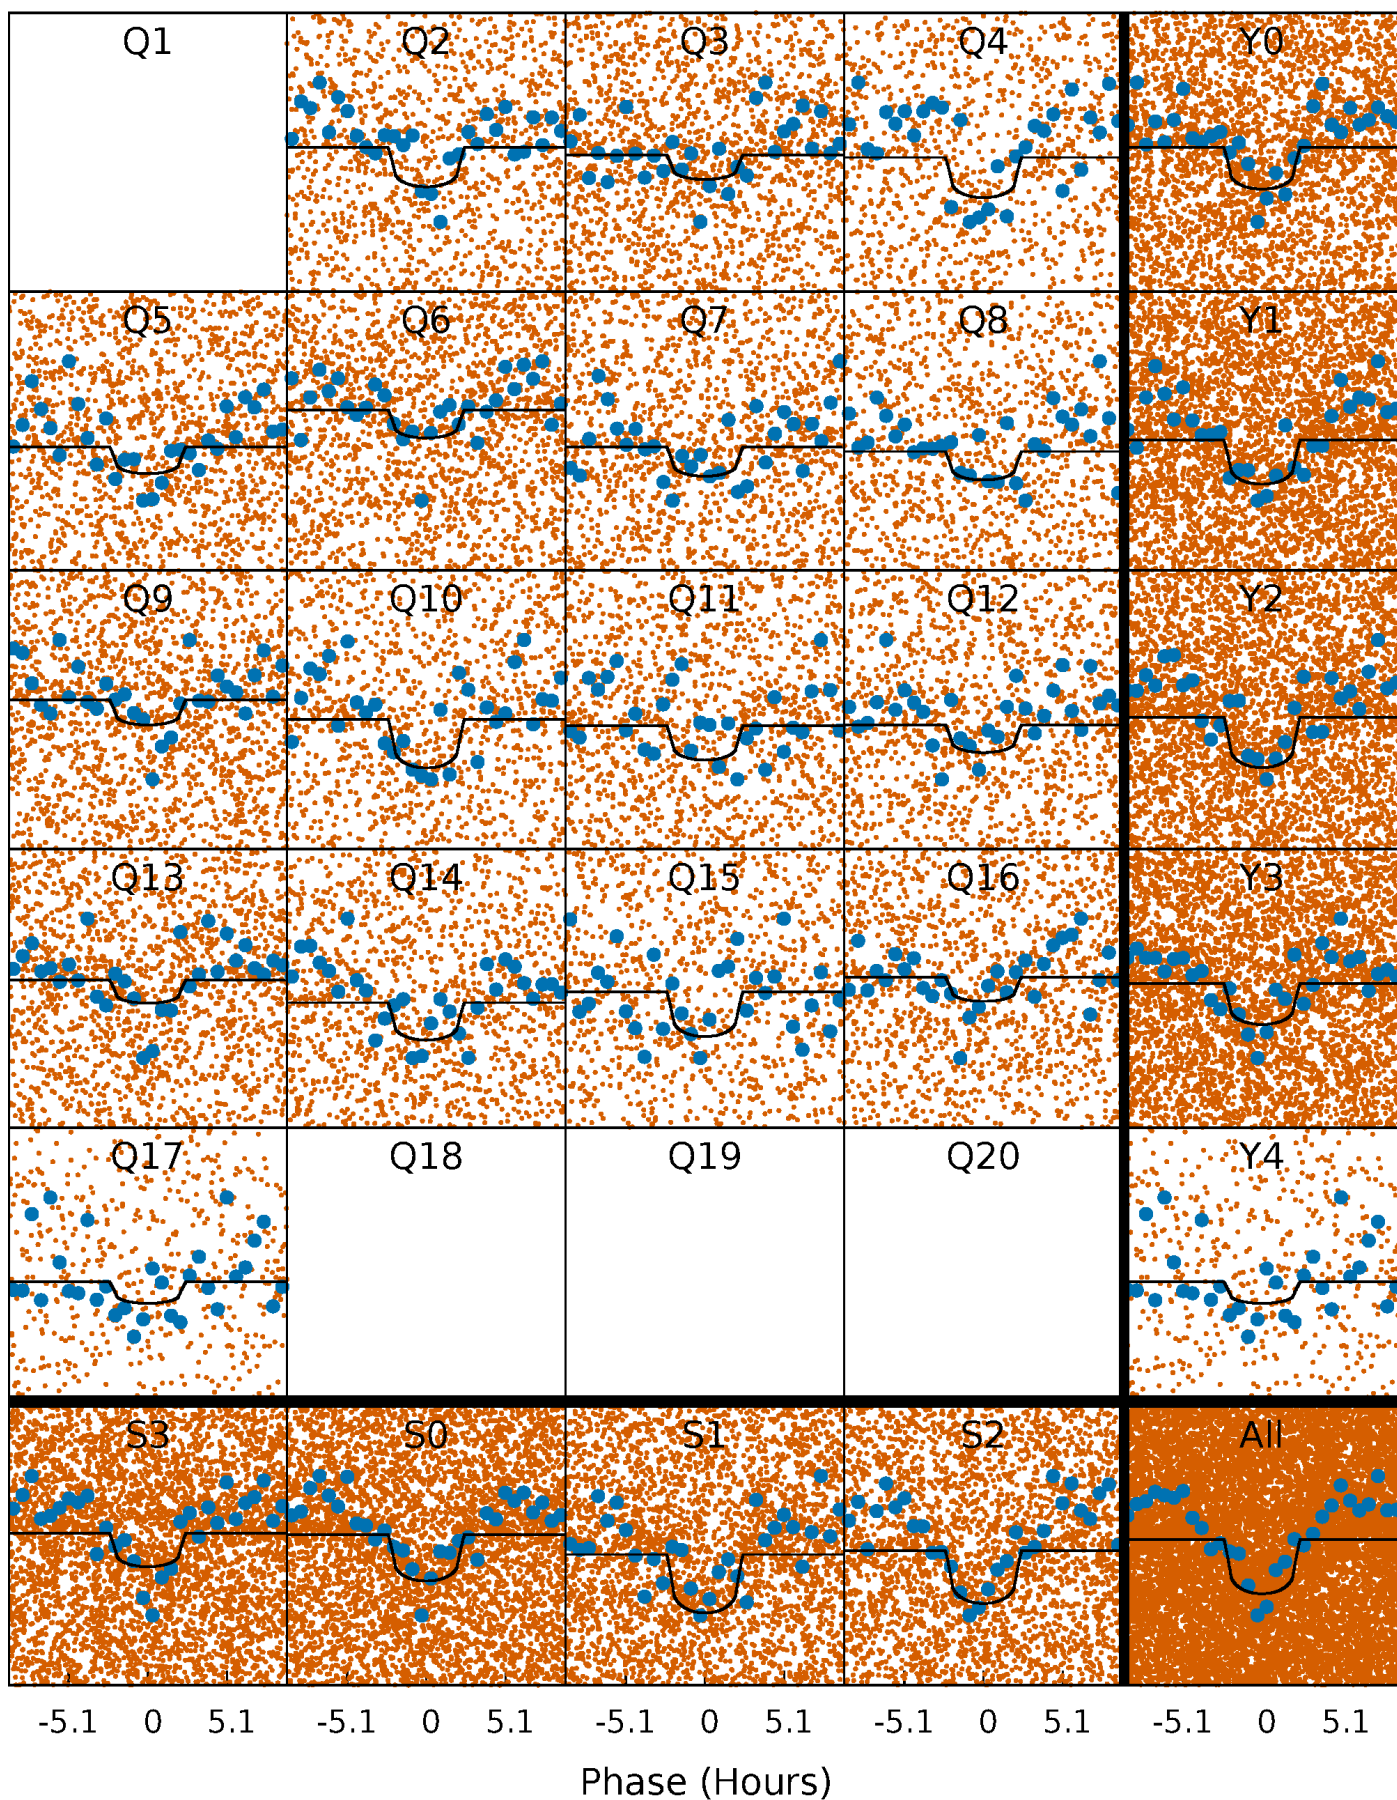 Q1 Q2 Q3 Q4 Y0
Q5 Q6 Q7 Q8 Y1
Q9 Q10 Q11 Q12 Y2
Q13 Q14 Q15 Q16 Y3
Q17 Q18 Q19 Q20 Y4
S3 S0 S1 S2 All
-5.1 0 5.1 -5.1 0 5.1 -5.1 0 5.1 -5.1 0 5.1 -5.1 0 5.1
Phase (Hours)